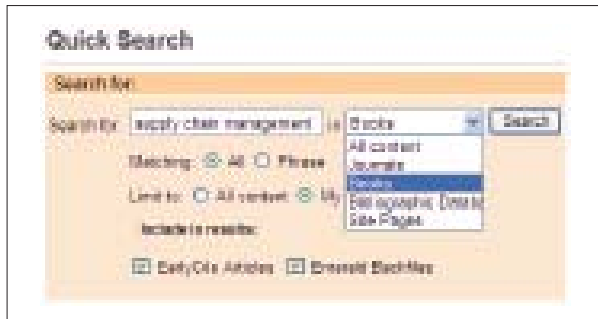 Quick Search
Search for:
Search for: supply chain management in Books Search
All content
Journals
Books
Bibliographic Datab
Site Pages
Matching: All Phrase
Limit to: All content My
Include in results:
EarlyCite Articles Emerald Backfiles